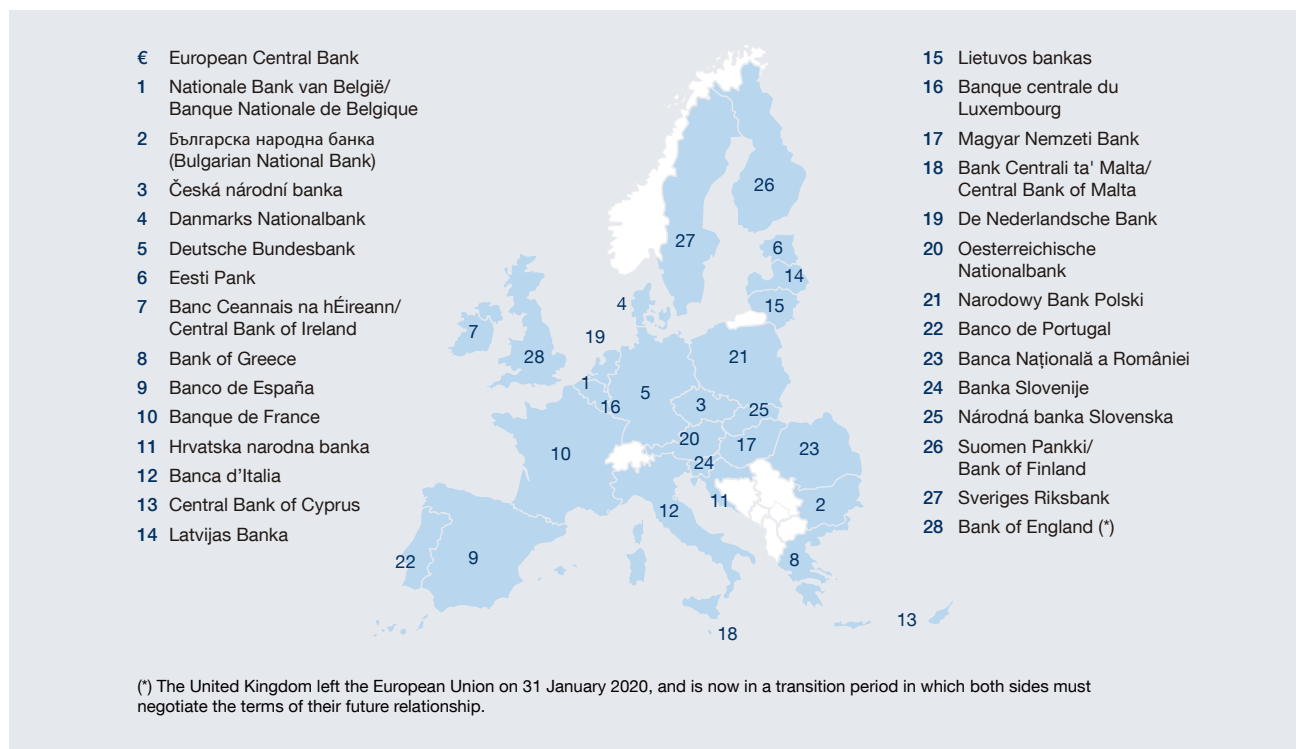 € European Central Bank
1 Nationale Bank van België/
Banque Nationale de Belgique
2 Българска народна банка
(Bulgarian National Bank)
3 Česká národní banka
4 Danmarks Nationalbank
5 Deutsche Bundesbank
6 Eesti Pank
7 Banc Ceannais na hÉireann/
Central Bank of Ireland
8 Bank of Greece
9 Banco de España
10 Banque de France
11 Hrvatska narodna banka
12 Banca d’Italia
13 Central Bank of Cyprus
14 Latvijas Banka
26
27
6
14
4
15
7
19
28
21
1
5
16
3
25
20
10
17
23
24
11
2
12
22
9
8
13
18
15 Lietuvos bankas
16 Banque centrale du
Luxembourg
17 Magyar Nemzeti Bank
18 Bank Centrali ta' Malta/
Central Bank of Malta
19 De Nederlandsche Bank
20 Oesterreichische
Nationalbank
21 Narodowy Bank Polski
22 Banco de Portugal
23 Banca Națională a României
24 Banka Slovenije
25 Národná banka Slovenska
26 Suomen Pankki/
Bank of Finland
27 Sveriges Riksbank
28 Bank of England (*)
(*) The United Kingdom left the European Union on 31 January 2020, and is now in a transition period in which both sides must
negotiate the terms of their future relationship.